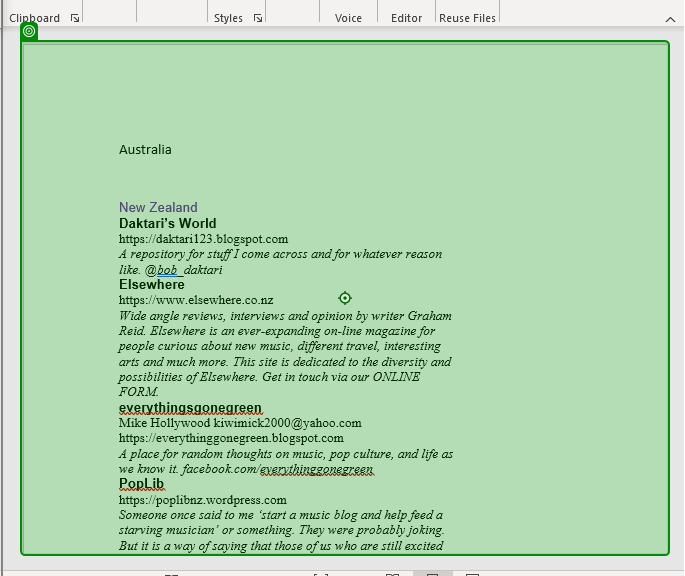 Clipboard Styles Voice Editor Reuse Files
Australia
New Zealand
Daktari's World
https://daktari123.blogspot.com
A repository for stuff I come across and for whatever reason
like. @bob_daktari
Elsewhere
https://www.elsewhere.co.nz
Wide angle reviews, interviews and opinion by writer Graham
Reid. Elsewhere is an ever-expanding on-line magazine for
people curious about new music, different travel, interesting
arts and much more. This site is dedicated to the diversity and
possibilities of Elsewhere. Get in touch via our ONLINE
FORM.
everythingsgonegreen
Mike Hollywood kiwimick2000@yahoo.com
https://everythinggonegreen.blogspot.com
A place for random thoughts on music, pop culture, and life as
we know it. facebook.com/everythinggonegreen
PopLib
https://poplibnz.wordpress.com
Someone once said to me ‘start a music blog and help feed a
starving musician’ or something. They were probably joking.
But it is a way of saying that those of us who are still excited